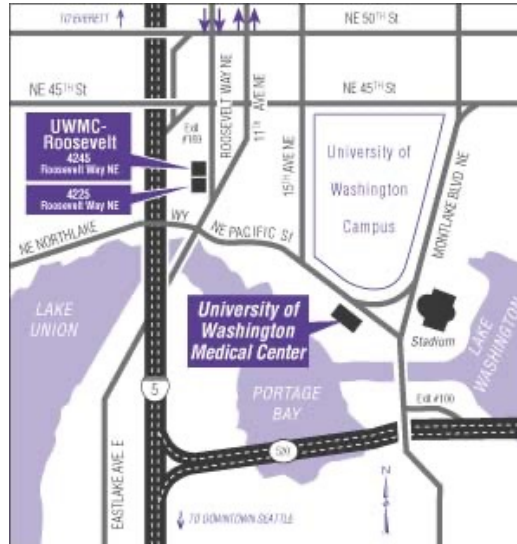 TO EVERETT
NE 50TH St
NE 45TH St
NE 45TH St
ROOSEVELT WAY NE
11TH AVE NE
15TH AVE NE
MONTLAKE BLVD NE
UWMC-
Roosevelt
4245
Roosevelt Way NE
4225
Roosevelt Way NE
Exit
#169
University of
Washington
Campus
NE NORTHLAKE
WY
NE PACIFIC St
LAKE
UNION
University of
Washington
Medical Center
Stadium
LAKE
WASHINGTON
PORTAGE
BAY
5
Exit #100
520
EASTLAKE AVE. E
TO DOWNTOWN SEATTLE
N
S